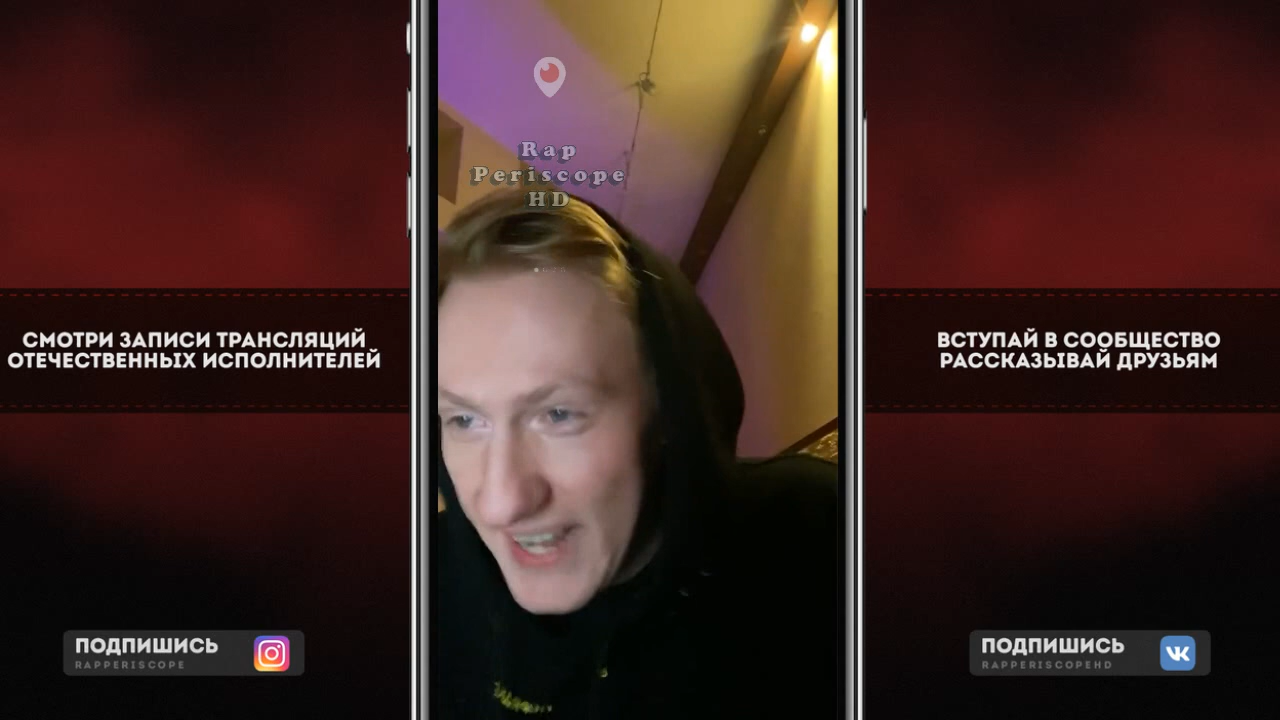 Rap
Periscope
HD
СМОТРИ ЗАПИСИ ТРАНСЛЯЦИЙ
ОТЕЧЕСТВЕННЫХ ИСПОЛНИТЕЛЕЙ
ВСТУПАЙ В СООБЩЕСТВО
РАССКАЗЫВАЙ ДРУЗЬЯМ
ПОДПИШИСЬ
RAPPERISCOPE
ПОДПИШИСЬ
RAPPERISCOPEHD